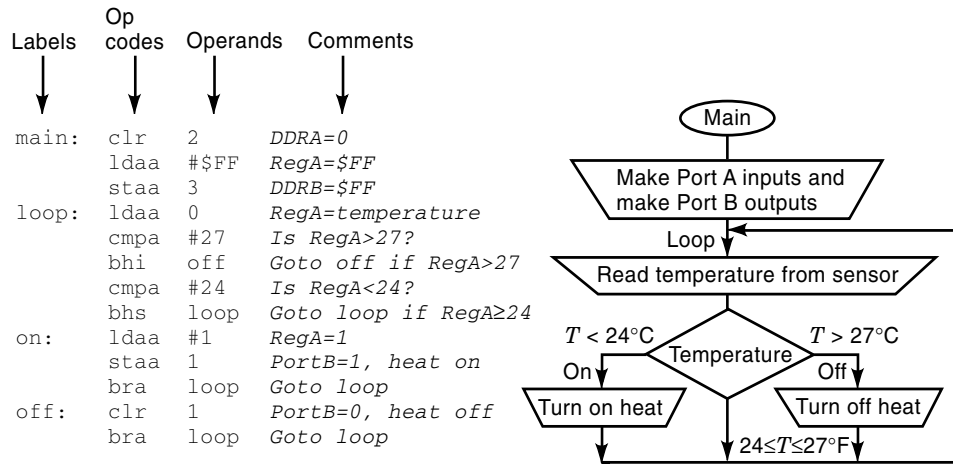 Labels Op codes Operands Comments
main: clr 2 DDRA=0
ldaa #$FF RegA=$FF
staa 3 DDRB=$FF
loop: ldaa 0 RegA=temperature
cmpa #27 Is RegA>27?
bhi off Goto off if RegA>27
cmpa #24 Is RegA<24?
bhs loop Goto loop if RegA≥24
on: ldaa #1 RegA=1
staa 1 PortB=1, heat on
bra loop Goto loop
off: clr 1 PortB=0, heat off
bra loop Goto loop
Main
Make Port A inputs and
make Port B outputs
Loop
Read temperature from sensor
T < 24°C
T > 27°C
Temperature
On
Off
Turn on heat
Turn off heat
24≤T≤27°F